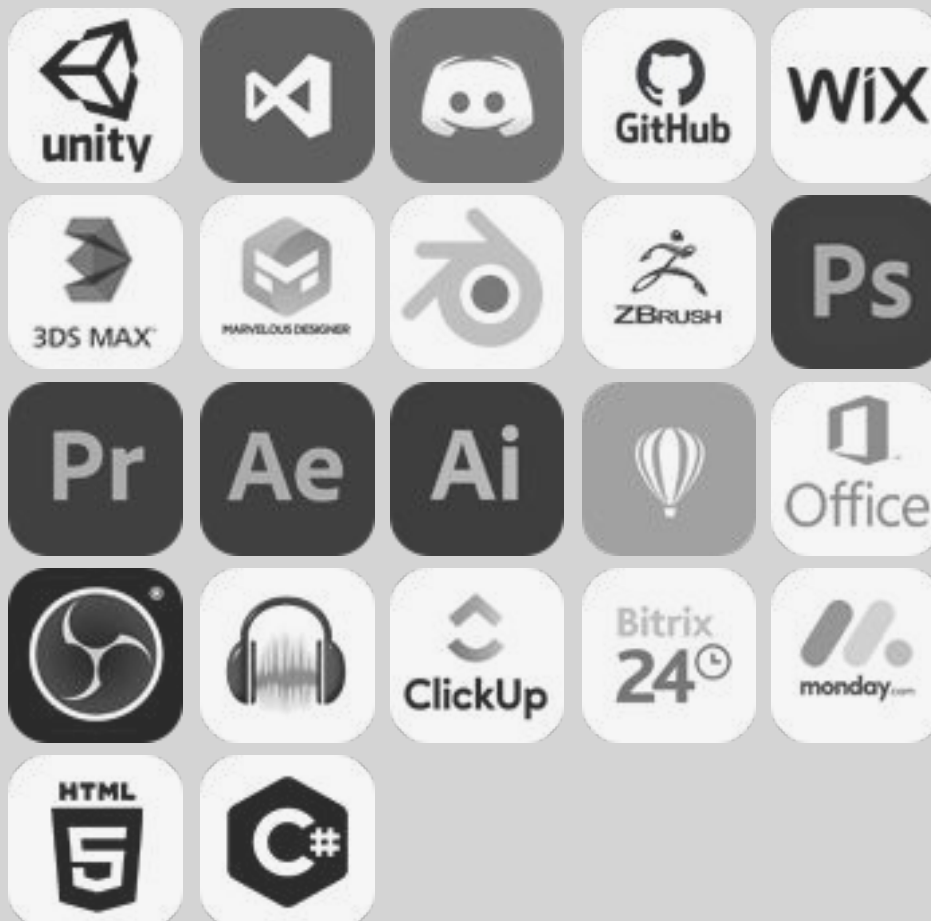 unity
GitHub
WiX
3DS MAX
MARVELOUS DESIGNER
ZBRUSH
Ps
Pr
Ae
Ai
Office
®
ClickUp
Bitrix
24
monday.com
HTML
5
C#